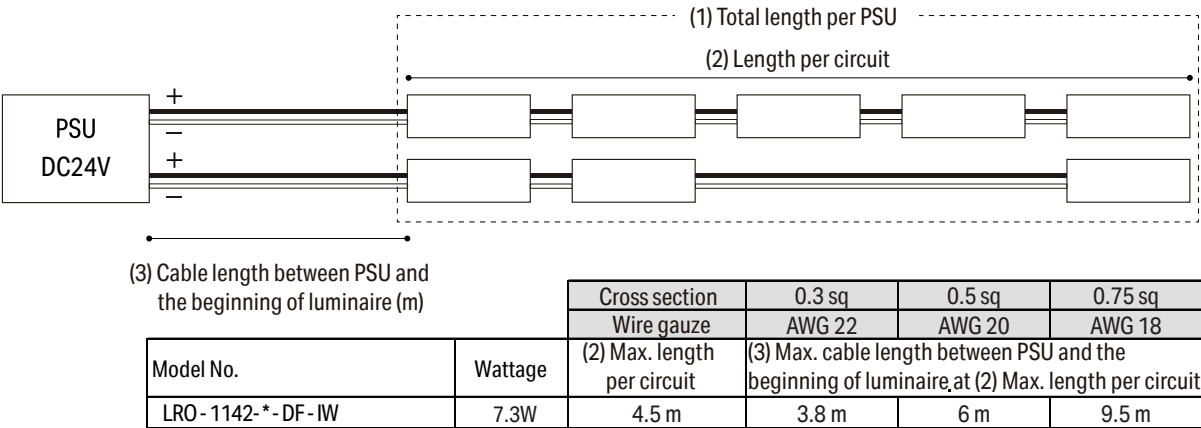 (1) Total length per PSU
(2) Length per circuit
PSU
DC24V
+
−
+
−
(3) Cable length between PSU and
the beginning of luminaire (m)
Cross section 0.3 sq 0.5 sq 0.75 sq
Wire gauge AWG 22 AWG 20 AWG 18
Model No. Wattage (2) Max. length per circuit (3) Max. cable length between PSU and the beginning of luminaire at (2) Max. length per circuit
LRO-1142-*-DF-IW 7.3W 4.5 m 3.8 m 6 m 9.5 m